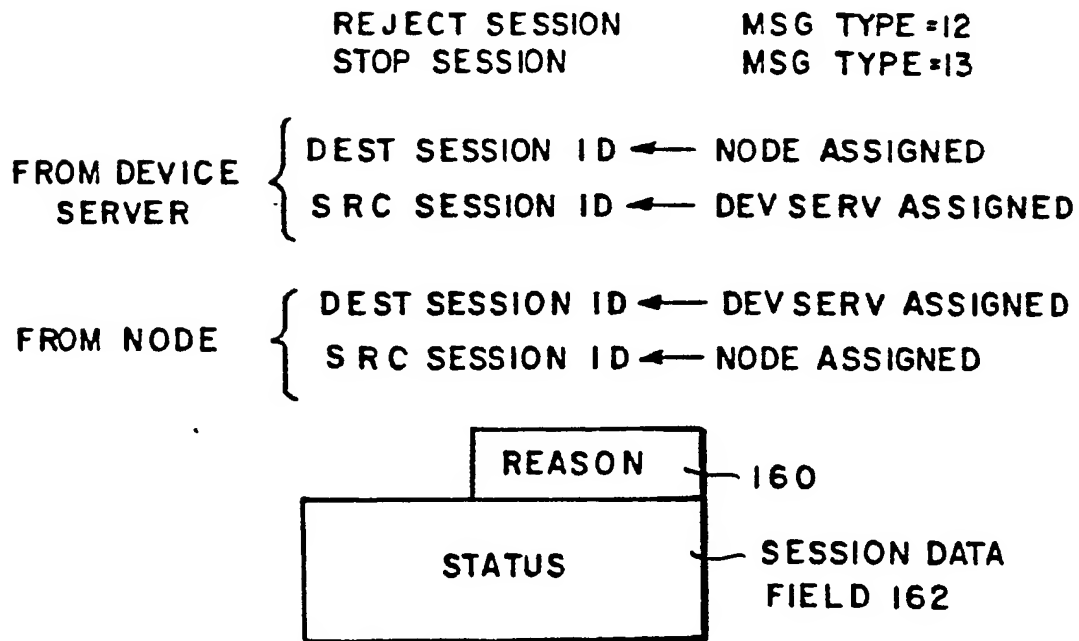 REJECT SESSION MSG TYPE=12
STOP SESSION MSG TYPE=13
FROM DEVICE SERVER
DEST SESSION ID ← NODE ASSIGNED
SRC SESSION ID ← DEVSERV ASSIGNED
FROM NODE
DEST SESSION ID ← DEVSERV ASSIGNED
SRC SESSION ID ← NODE ASSIGNED
REASON 160
STATUS
SESSION DATA
FIELD 162